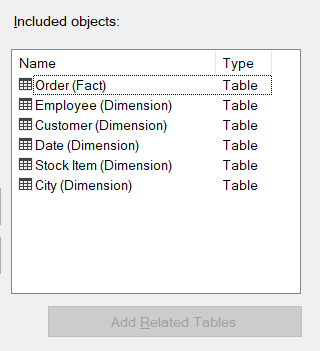 Included objects:
Name Type
Order (Fact) Table
Employee (Dimension) Table
Customer (Dimension) Table
Date (Dimension) Table
Stock Item (Dimension) Table
City (Dimension) Table
Add Related Tables